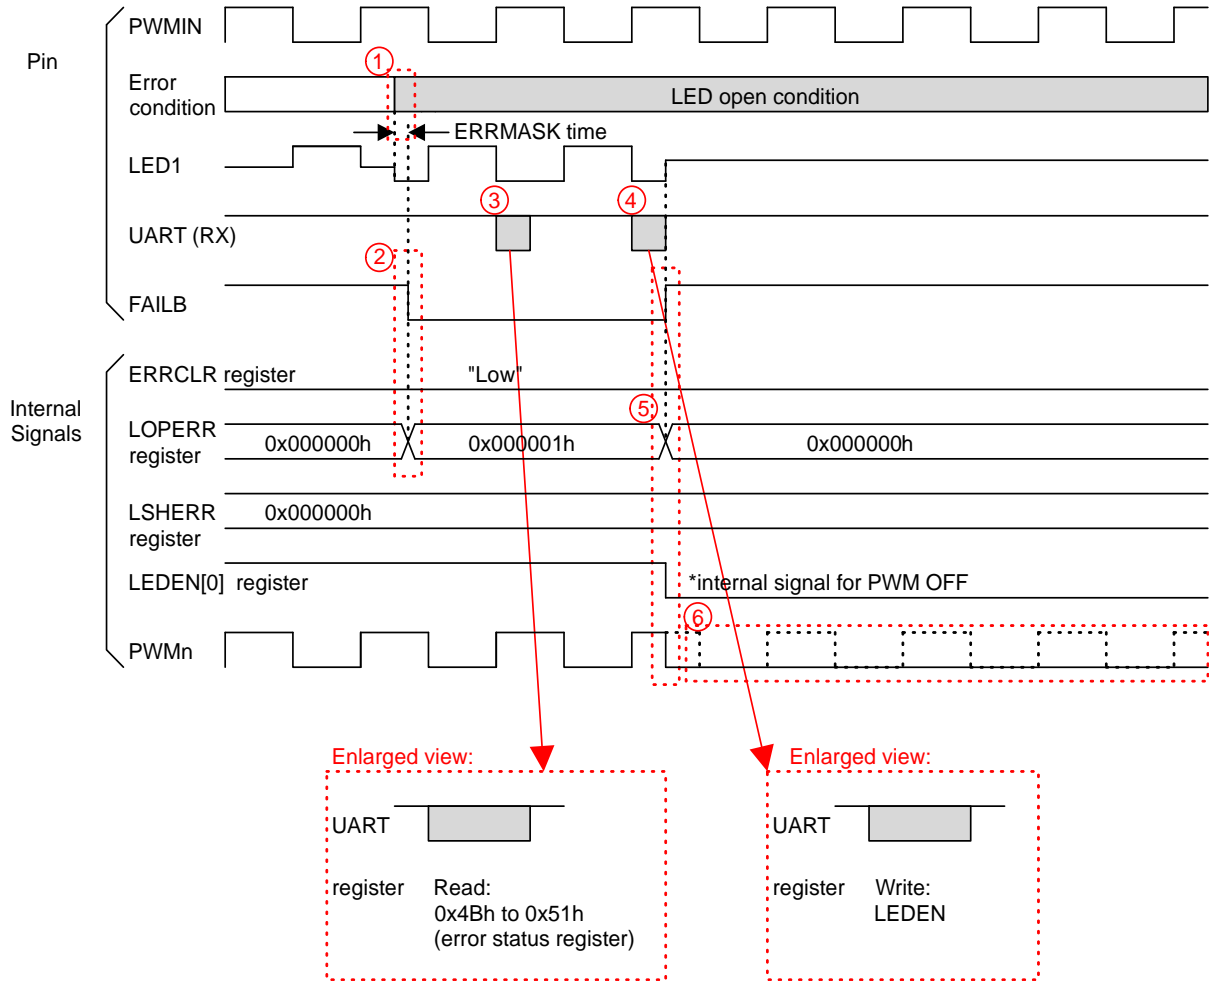 Pin
PWMIN
1
Error
condition
LED open condition
ERRMASK time
LED1
3
4
UART (RX)
2
FAILB
Internal
Signals
ERRCLR register
"Low"
5
LOPERR
register
0x000000h
0x000001h
0x000000h
LSHERR
register
0x000000h
LEDEN[0] register
*internal signal for PWM OFF
6
PWMn
Enlarged view:
UART
register
Read:
0x4Bh to 0x51h
(error status register)
Enlarged view:
UART
register
Write:
LEDEN